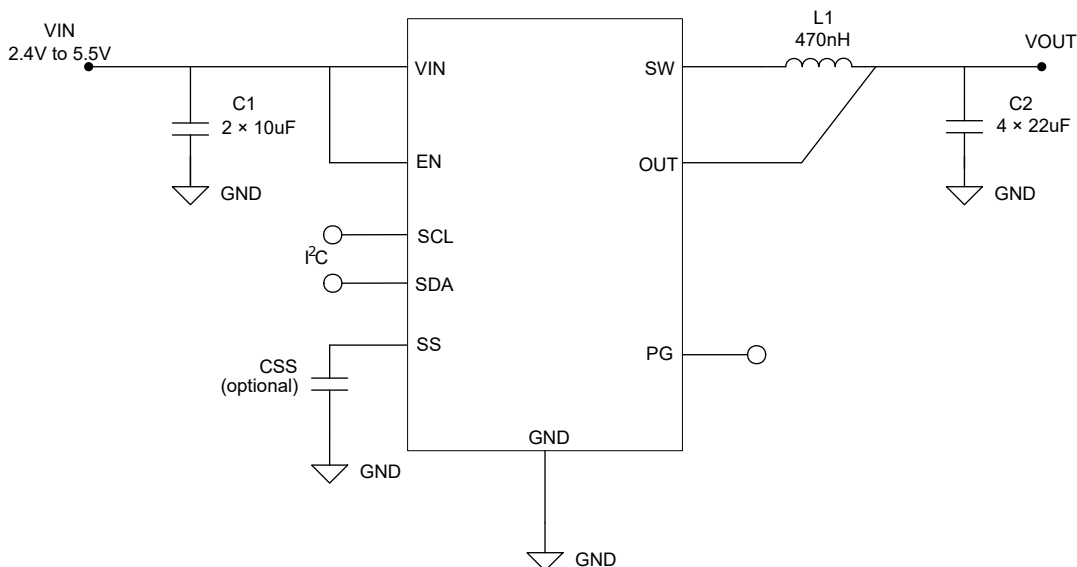 L1
VIN
470nH
VOUT
2.4V to 5.5V
VIN
SW
C1
2 × 10uF
C2
4 × 22uF
EN
OUT
GND
GND
SCL
I²C
SDA
SS
PG
CSS
(optional)
GND
GND
GND